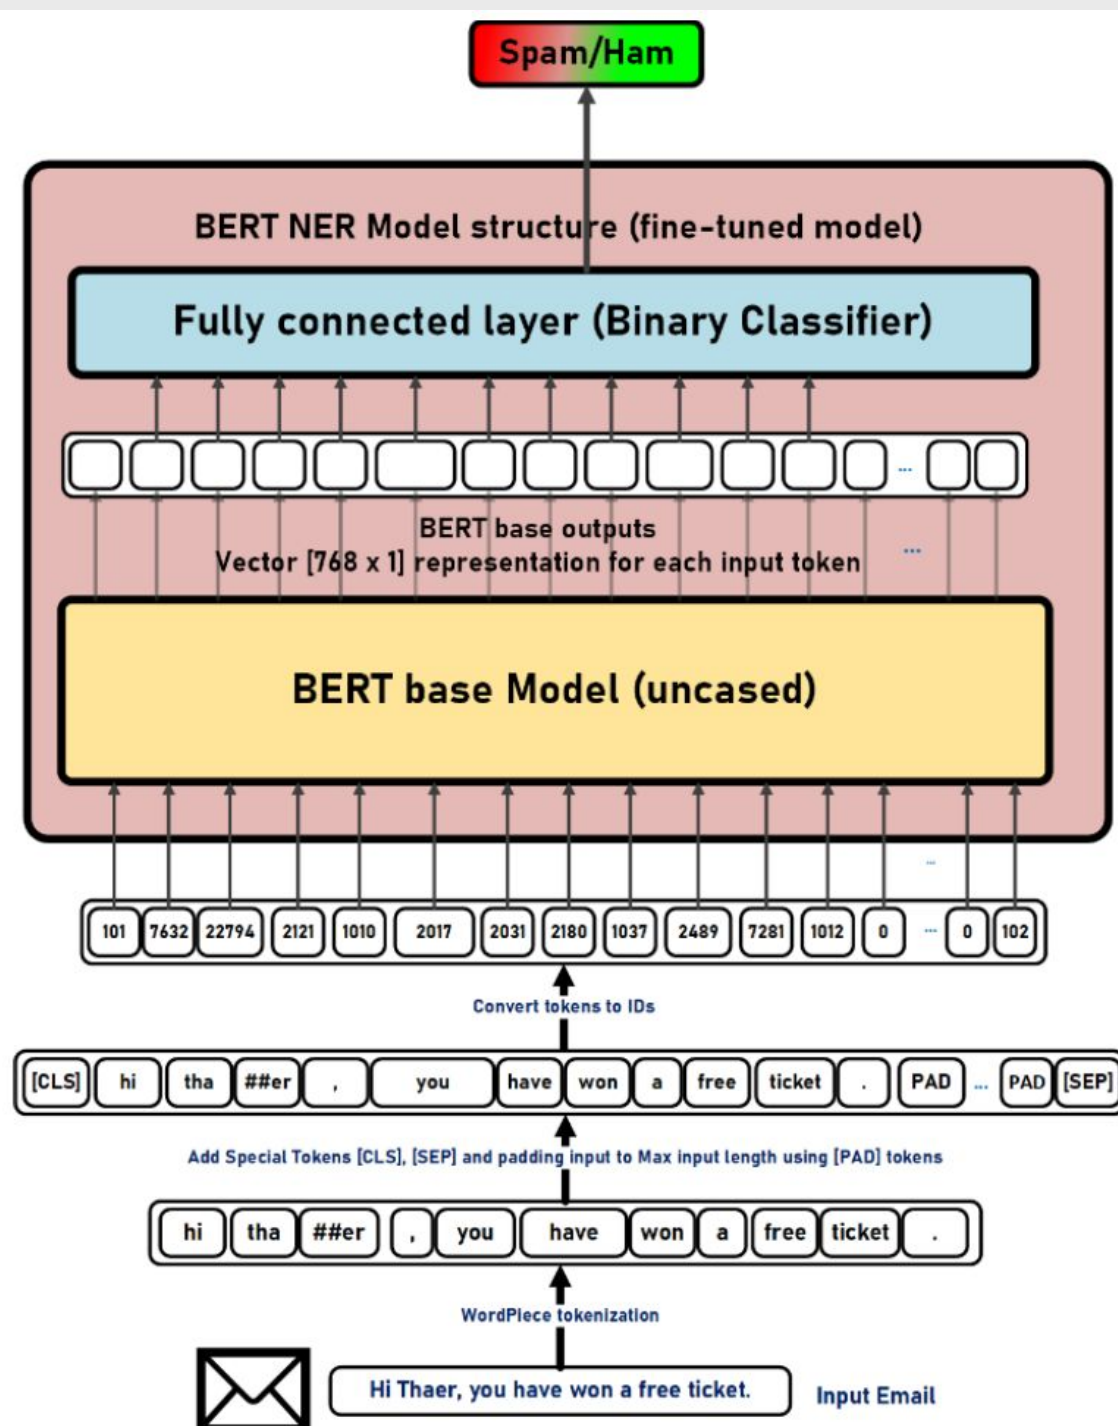 Spam/Ham
BERT NER Model structure (fine-tuned model)
Fully connected layer (Binary Classifier)
...
BERT base outputs
Vector [768 x 1] representation for each input token
...
BERT base Model (uncased)
...
101 7632 22794 2121 1010 2017 2031 2180 1037 2489 7281 1012 0 ... 0 102
Convert tokens to IDs
[CLS] hi tha ##er , you have won a free ticket . PAD ... PAD [SEP]
Add Special Tokens [CLS], [SEP] and padding input to Max input length using [PAD] tokens
hi tha ##er , you have won a free ticket .
WordPiece tokenization
Hi Thaer, you have won a free ticket. Input Email